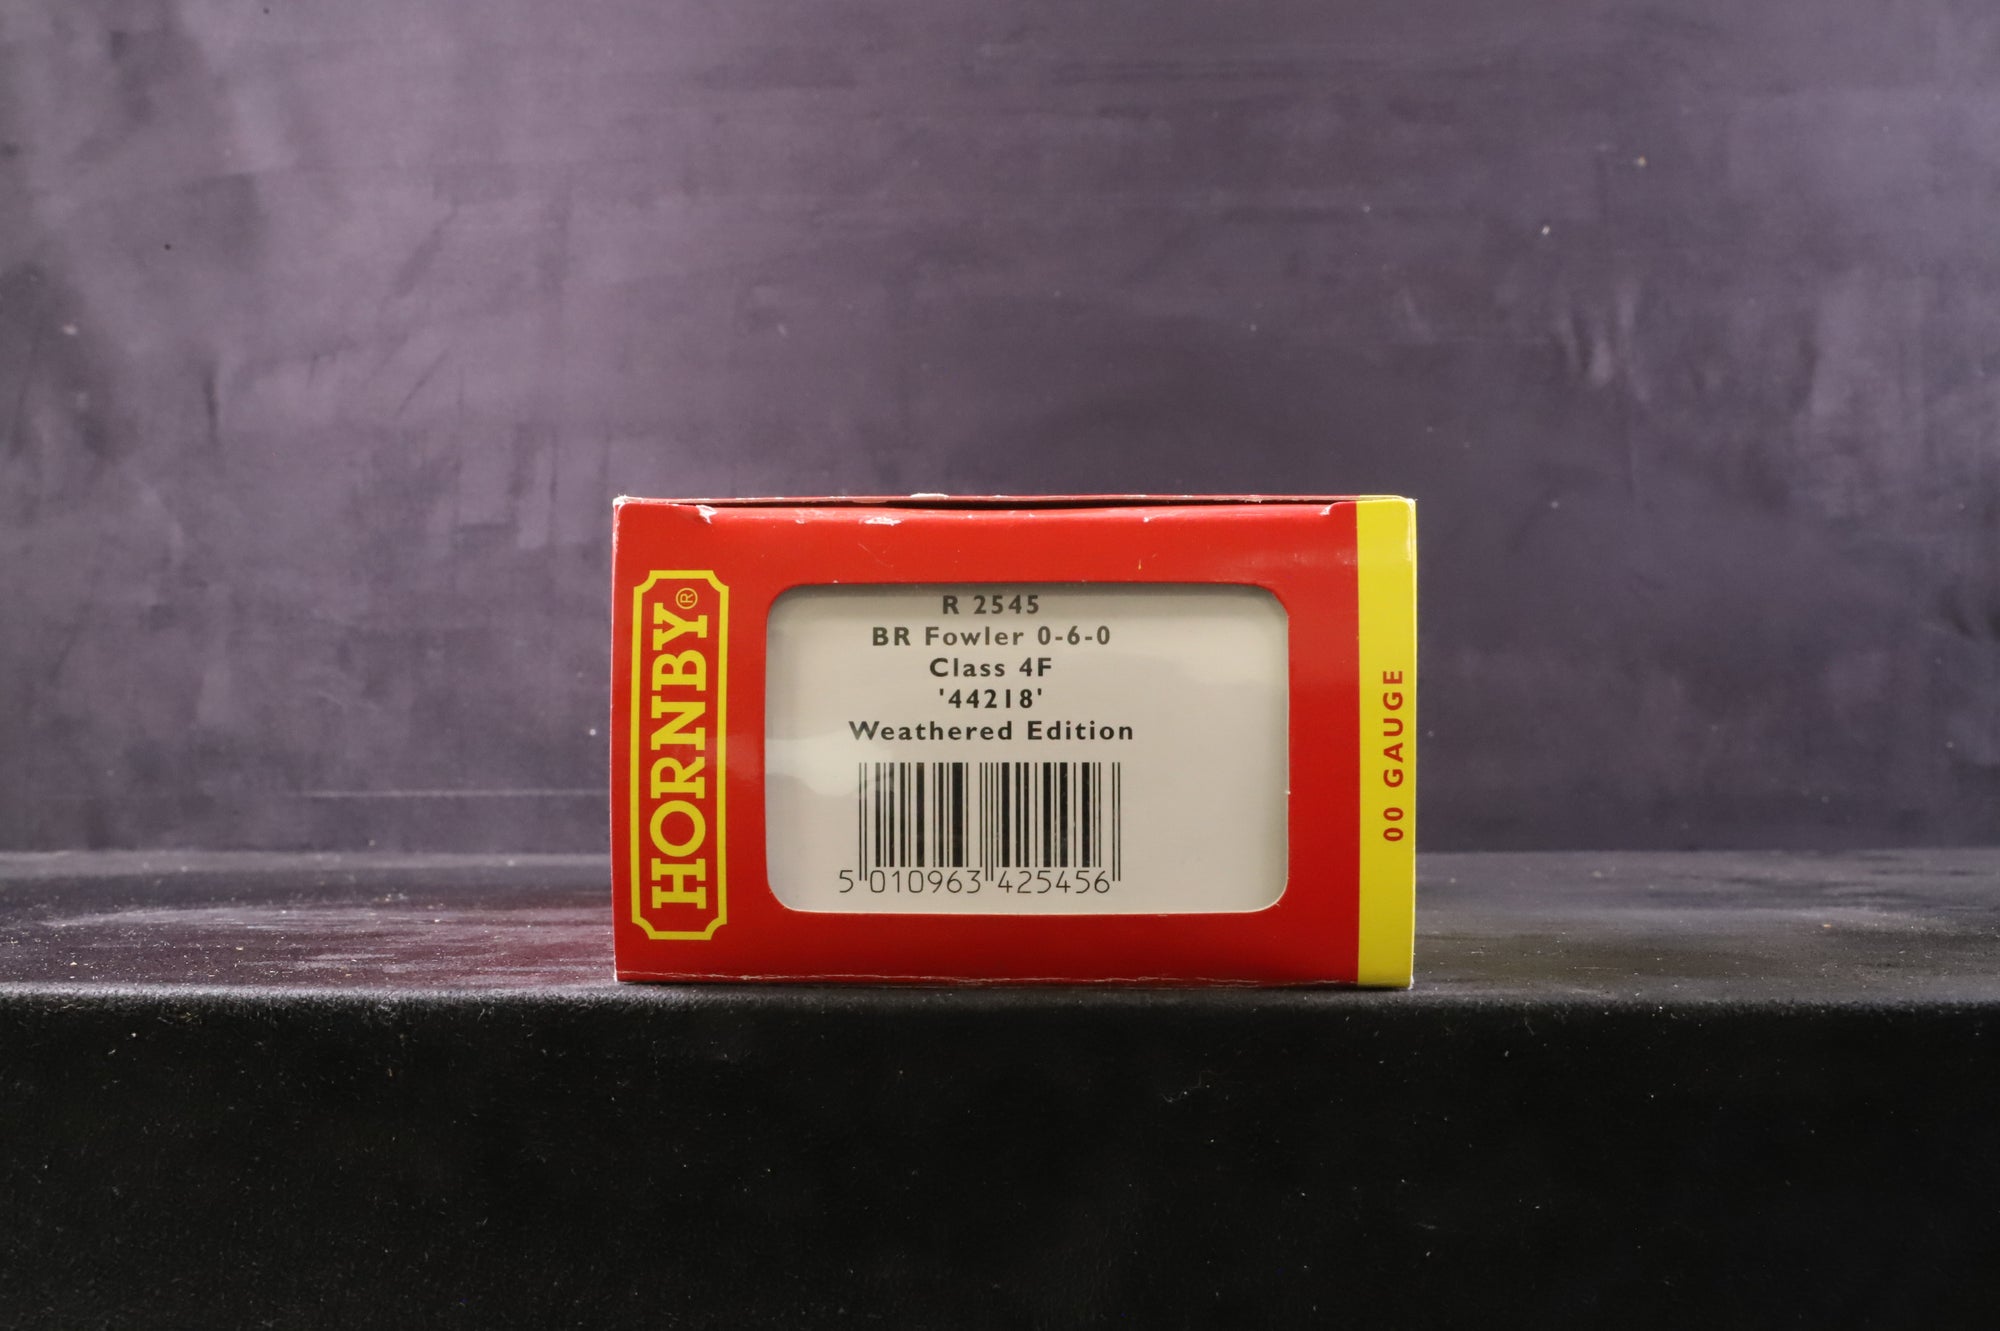 HORNBY®
R 2545
BR Fowler 0-6-0
Class 4F
'44218'
Weathered Edition
5 010963 425456
00 GAUGE